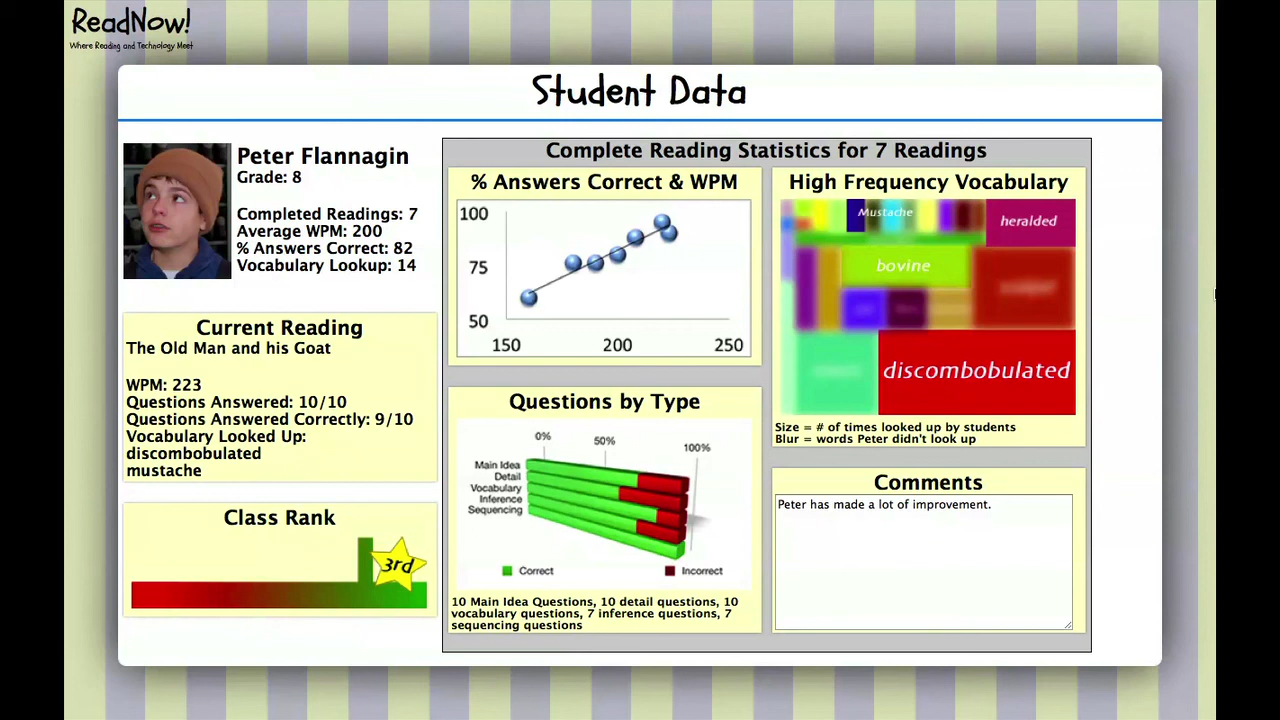 ReadNow!
Where Reading and Technology Meet
Student Data
Peter Flannagin
Grade: 8
Completed Readings: 7
Average WPM: 200
% Answers Correct: 82
Vocabulary Lookup: 14
Current Reading
The Old Man and his Goat
WPM: 223
Questions Answered: 10/10
Questions Answered Correctly: 9/10
Vocabulary Looked Up:
discombobulated
mustache
Class Rank
3rd
Complete Reading Statistics for 7 Readings
% Answers Correct & WPM
100
75
50
150 200 250
Questions by Type
0% 50% 100%
Main Idea
Detail
Vocabulary
Inference
Sequencing
Correct Incorrect
10 Main Idea Questions, 10 detail questions, 10
vocabulary questions, 7 inference questions, 7
sequencing questions
High Frequency Vocabulary
Mustache
heralded
bovine
discombobulated
Size = # of times looked up by students
Blur = words Peter didn't look up
Comments
Peter has made a lot of improvement.